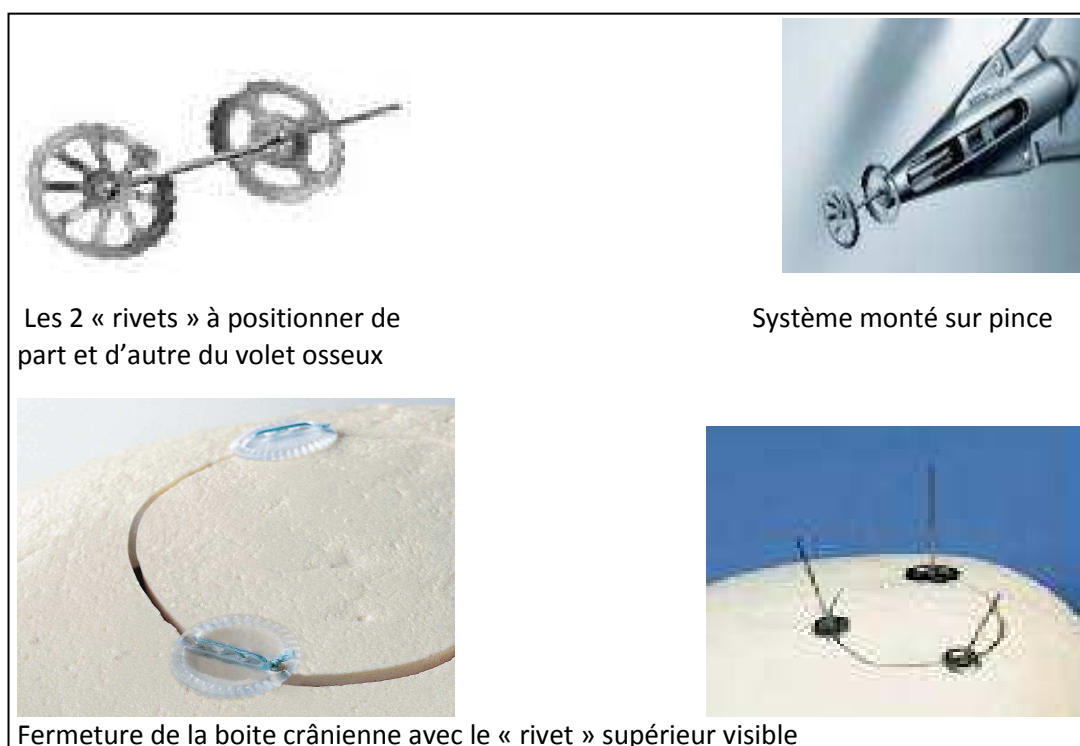 Les 2 « rivets » à positionner de
part et d'autre du volet osseux
Système monté sur pince
Fermeture de la boite crânienne avec le « rivet » supérieur visible